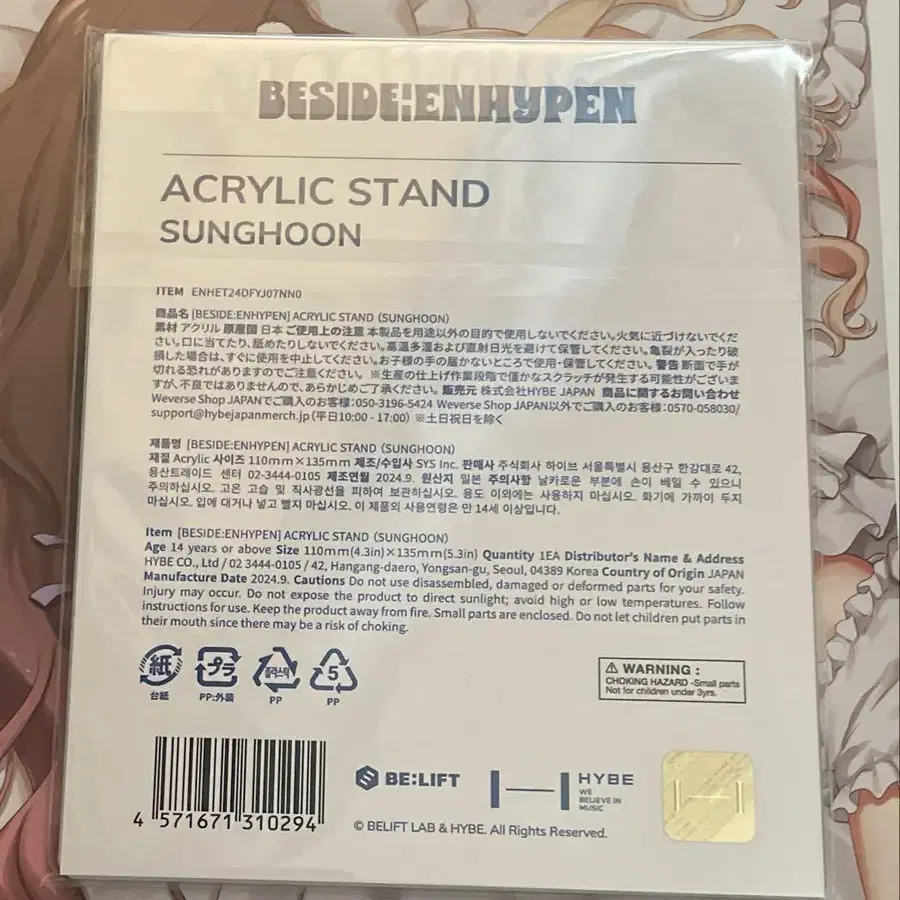 BESIDE:ENHYPEN
ACRYLIC STAND
SUNGHOON
ITEM ENHET24DFYJ07NN0
商品名 [BESIDE:ENHYPEN] ACRYLIC STAND (SUNGHOON)
素材 アクリル 原産国 日本 ご使用上の注意 本製品を用途以外の目的で使用しないでください。火気に近づけないでくだ
さい。口に当てたり、舐めたりしないでください。高温多湿および直射日光を避けて保管してください。亀裂が入ったり破
損した場合は、すぐに使用を中止してください。お子様の手の届かないところで使用・保管してください。警告 断面で手が
切れる恐れがありますのでご注意ください。 ※生産の仕上げ作業段階で僅かなスクラッチが発生する可能性がございま
すが、不良ではありませんので、あらかじめご了承ください。 販売元 株式会社HYBE JAPAN 商品に関するお問い合わせ
Weverse Shop JAPANでご購入のお客様:050-3196-5424 Weverse Shop JAPAN以外でご購入のお客様:0570-058030/
support@hybejapanmerch.jp (平日10:00 - 17:00) ※土日祝日を除く
제품명 [BESIDE:ENHYPEN] ACRYLIC STAND (SUNGHOON)
재질 Acrylic 사이즈 110mm×135mm 제조/수입사 SYS Inc. 판매사 주식회사 하이브 서울특별시 용산구 한강대로 42,
용산트레이드 센터 02-3444-0105 제조연월 2024.9. 원산지 일본 주의사항 날카로운 부분에 손이 베일 수 있으니
주의하십시오. 고온 고습 및 직사광선을 피하여 보관하십시오. 용도 이외에는 사용하지 마십시오. 화기에 가까이 두지
마십시오. 입에 대거나 넣고 빨지 마십시오. 이 제품의 사용연령은 만 14세 이상입니다.
Item [BESIDE:ENHYPEN] ACRYLIC STAND (SUNGHOON)
Age 14 years or above Size 110mm(4.3in)×135mm(5.3in) Quantity 1EA Distributor's Name & Address
HYBE CO., Ltd / 02 3444-0105 / 42, Hangang-daero, Yongsan-gu, Seoul, 04389 Korea Country of Origin JAPAN
Manufacture Date 2024.9. Cautions Do not use disassembled, damaged or deformed parts for your safety.
Injury may occur. Do not expose the product to direct sunlight; avoid high or low temperatures. Follow
instructions for use. Keep the product away from fire. Small parts are enclosed. Do not let children put parts in
their mouth since there may be a risk of choking.
紙 プラ 플라스틱 5
台紙 PP:外装 PP PP
WARNING :
CHOKING HAZARD -Small parts
Not for children under 3yrs.
4 571671 310294
BE:LIFT
HYBE
WE
BELIEVE IN
MUSIC
© BELIFT LAB & HYBE. All Rights Reserved.